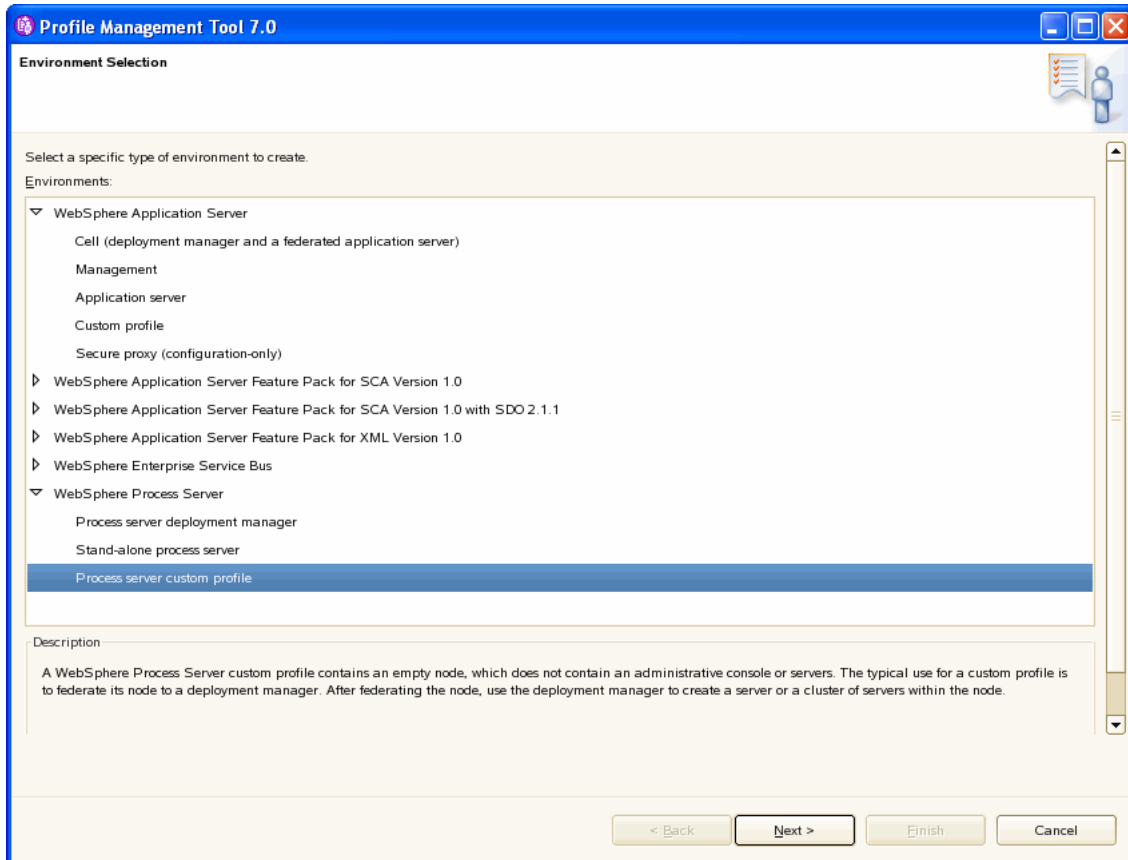 Profile Management Tool 7.0
Environment Selection
Select a specific type of environment to create.
Environments:
WebSphere Application Server
Cell (deployment manager and a federated application server)
Management
Application server
Custom profile
Secure proxy (configuration-only)
WebSphere Application Server Feature Pack for SCA Version 1.0
WebSphere Application Server Feature Pack for SCA Version 1.0 with SDO 2.1.1
WebSphere Application Server Feature Pack for XML Version 1.0
WebSphere Enterprise Service Bus
WebSphere Process Server
Process server deployment manager
Stand-alone process server
Process server custom profile
Description
A WebSphere Process Server custom profile contains an empty node, which does not contain an administrative console or servers. The typical use for a custom profile is
to federate its node to a deployment manager. After federating the node, use the deployment manager to create a server or a cluster of servers within the node.
< Back Next > Finish Cancel